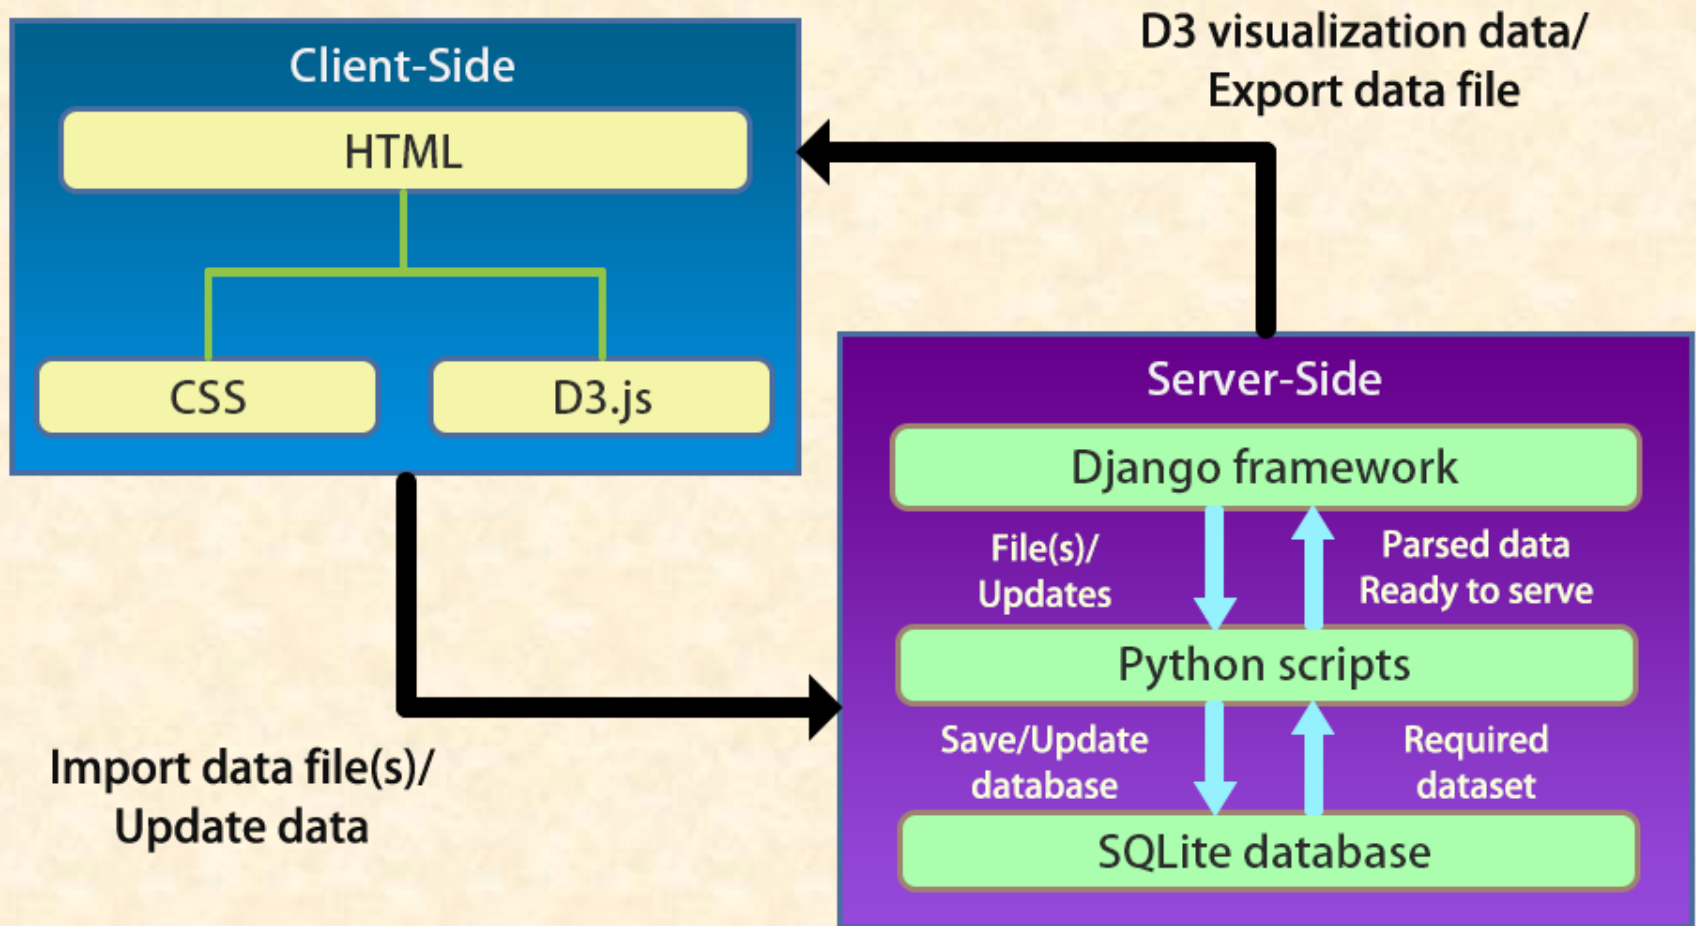 Client-Side
HTML
CSS
D3.js
D3 visualization data/
Export data file
Import data file(s)/
Update data
Server-Side
Django framework
File(s)/
Updates
Parsed data
Ready to serve
Python scripts
Save/Update
database
Required
dataset
SQLite database